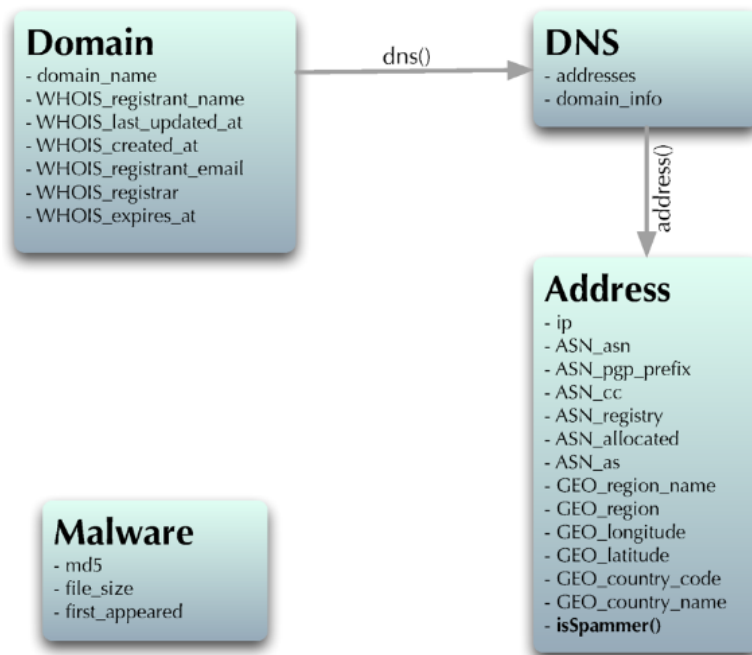 Domain
- domain_name
- WHOIS_registrant_name
- WHOIS_last_updated_at
- WHOIS_created_at
- WHOIS_registrant_email
- WHOIS_registrar
- WHOIS_expires_at
dns()
DNS
- addresses
- domain_info
address()
Address
- ip
- ASN_asn
- ASN_pgp_prefix
- ASN_cc
- ASN_registry
- ASN_allocated
- ASN_as
- GEO_region_name
- GEO_region
- GEO_longitude
- GEO_latitude
- GEO_country_code
- GEO_country_name
- isSpammer()
Malware
- md5
- file_size
- first_appeared